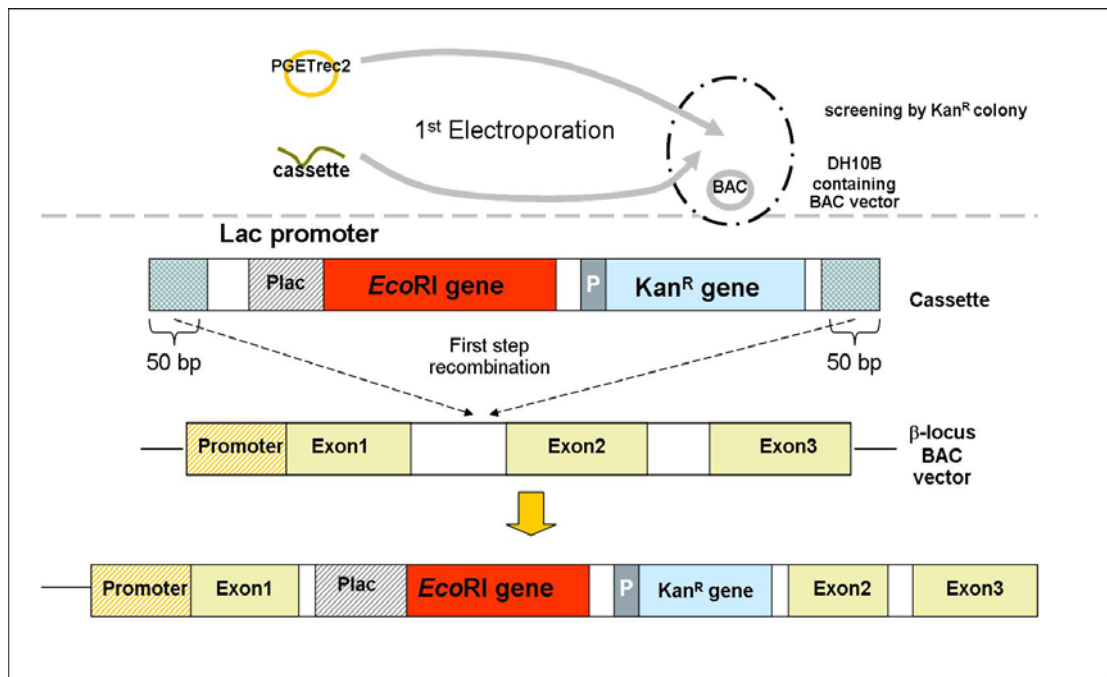 PGETrec2
1st Electroporation
cassette
BAC
screening by KanR colony
DH10B
containing
BAC vector
Lac promoter
Plac
EcoRI gene
P
KanR gene
Cassette
50 bp
First step
recombination
50 bp
Promoter
Exon1
Exon2
Exon3
β-locus
BAC
vector
Promoter
Exon1
Plac
EcoRI gene
P
KanR gene
Exon2
Exon3